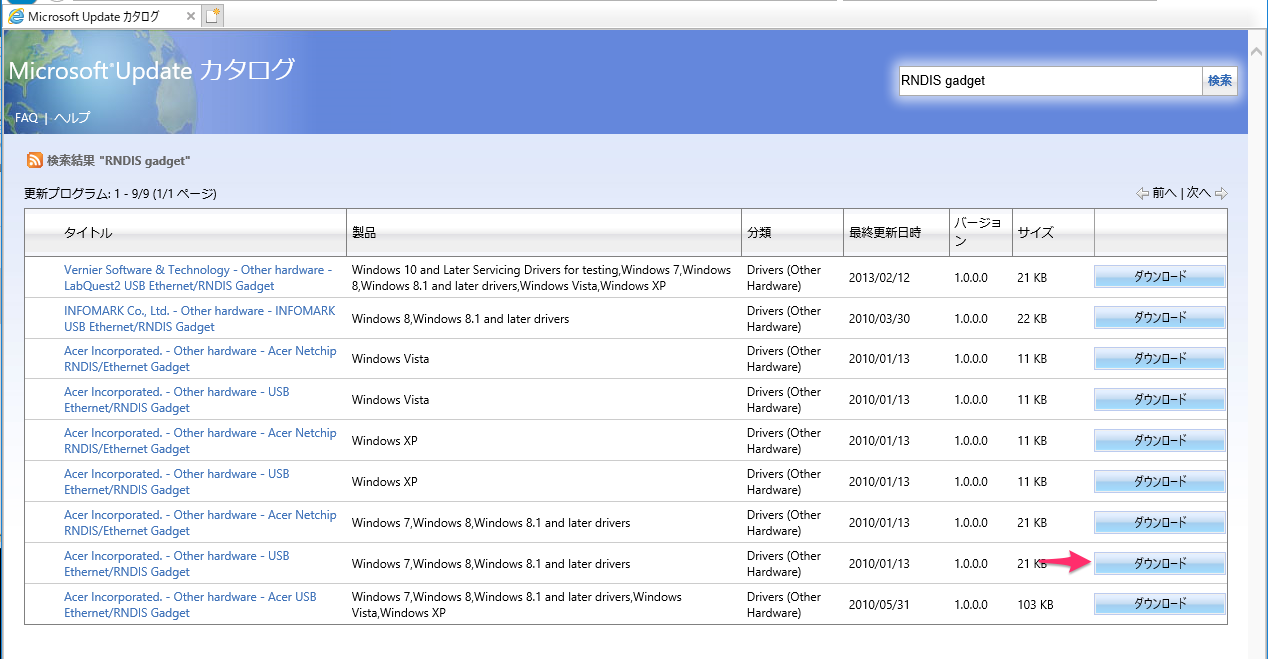 Microsoft Update カタログ
Microsoft Update カタログ
RNDIS gadget
検索
FAQ | ヘルプ
検索結果 "RNDIS gadget"
更新プログラム: 1 - 9/9 (1/1 ページ)
前へ | 次へ
タイトル 製品 分類 最終更新日時 バージョ サイズ
ン
Vernier Software & Technology - Other hardware - Windows 10 and Later Servicing Drivers for testing,Windows 7,Windows Drivers (Other 2013/02/12 1.0.0.0 21 KB ダウンロード
LabQuest2 USB Ethernet/RNDIS Gadget 8,Windows 8.1 and later drivers,Windows Vista,Windows XP Hardware)
INFOMARK Co., Ltd. - Other hardware - INFOMARK Windows 8,Windows 8.1 and later drivers Drivers (Other 2010/03/30 1.0.0.0 22 KB ダウンロード
USB Ethernet/RNDIS Gadget Hardware)
Acer Incorporated. - Other hardware - Acer Netchip Windows Vista Drivers (Other 2010/01/13 1.0.0.0 11 KB ダウンロード
RNDIS/Ethernet Gadget Hardware)
Acer Incorporated. - Other hardware - USB Windows Vista Drivers (Other 2010/01/13 1.0.0.0 11 KB ダウンロード
Ethernet/RNDIS Gadget Hardware)
Acer Incorporated. - Other hardware - Acer Netchip Windows XP Drivers (Other 2010/01/13 1.0.0.0 11 KB ダウンロード
RNDIS/Ethernet Gadget Hardware)
Acer Incorporated. - Other hardware - USB Windows XP Drivers (Other 2010/01/13 1.0.0.0 11 KB ダウンロード
Ethernet/RNDIS Gadget Hardware)
Acer Incorporated. - Other hardware - Acer Netchip Windows 7,Windows 8,Windows 8.1 and later drivers Drivers (Other 2010/01/13 1.0.0.0 21 KB ダウンロード
RNDIS/Ethernet Gadget Hardware)
Acer Incorporated. - Other hardware - USB Windows 7,Windows 8,Windows 8.1 and later drivers Drivers (Other 2010/01/13 1.0.0.0 21 KB ダウンロード
Ethernet/RNDIS Gadget Hardware)
Acer Incorporated. - Other hardware - Acer USB Windows 7,Windows 8,Windows 8.1 and later drivers,Windows Drivers (Other 2010/05/31 1.0.0.0 103 KB ダウンロード
Ethernet/RNDIS Gadget Vista,Windows XP Hardware)